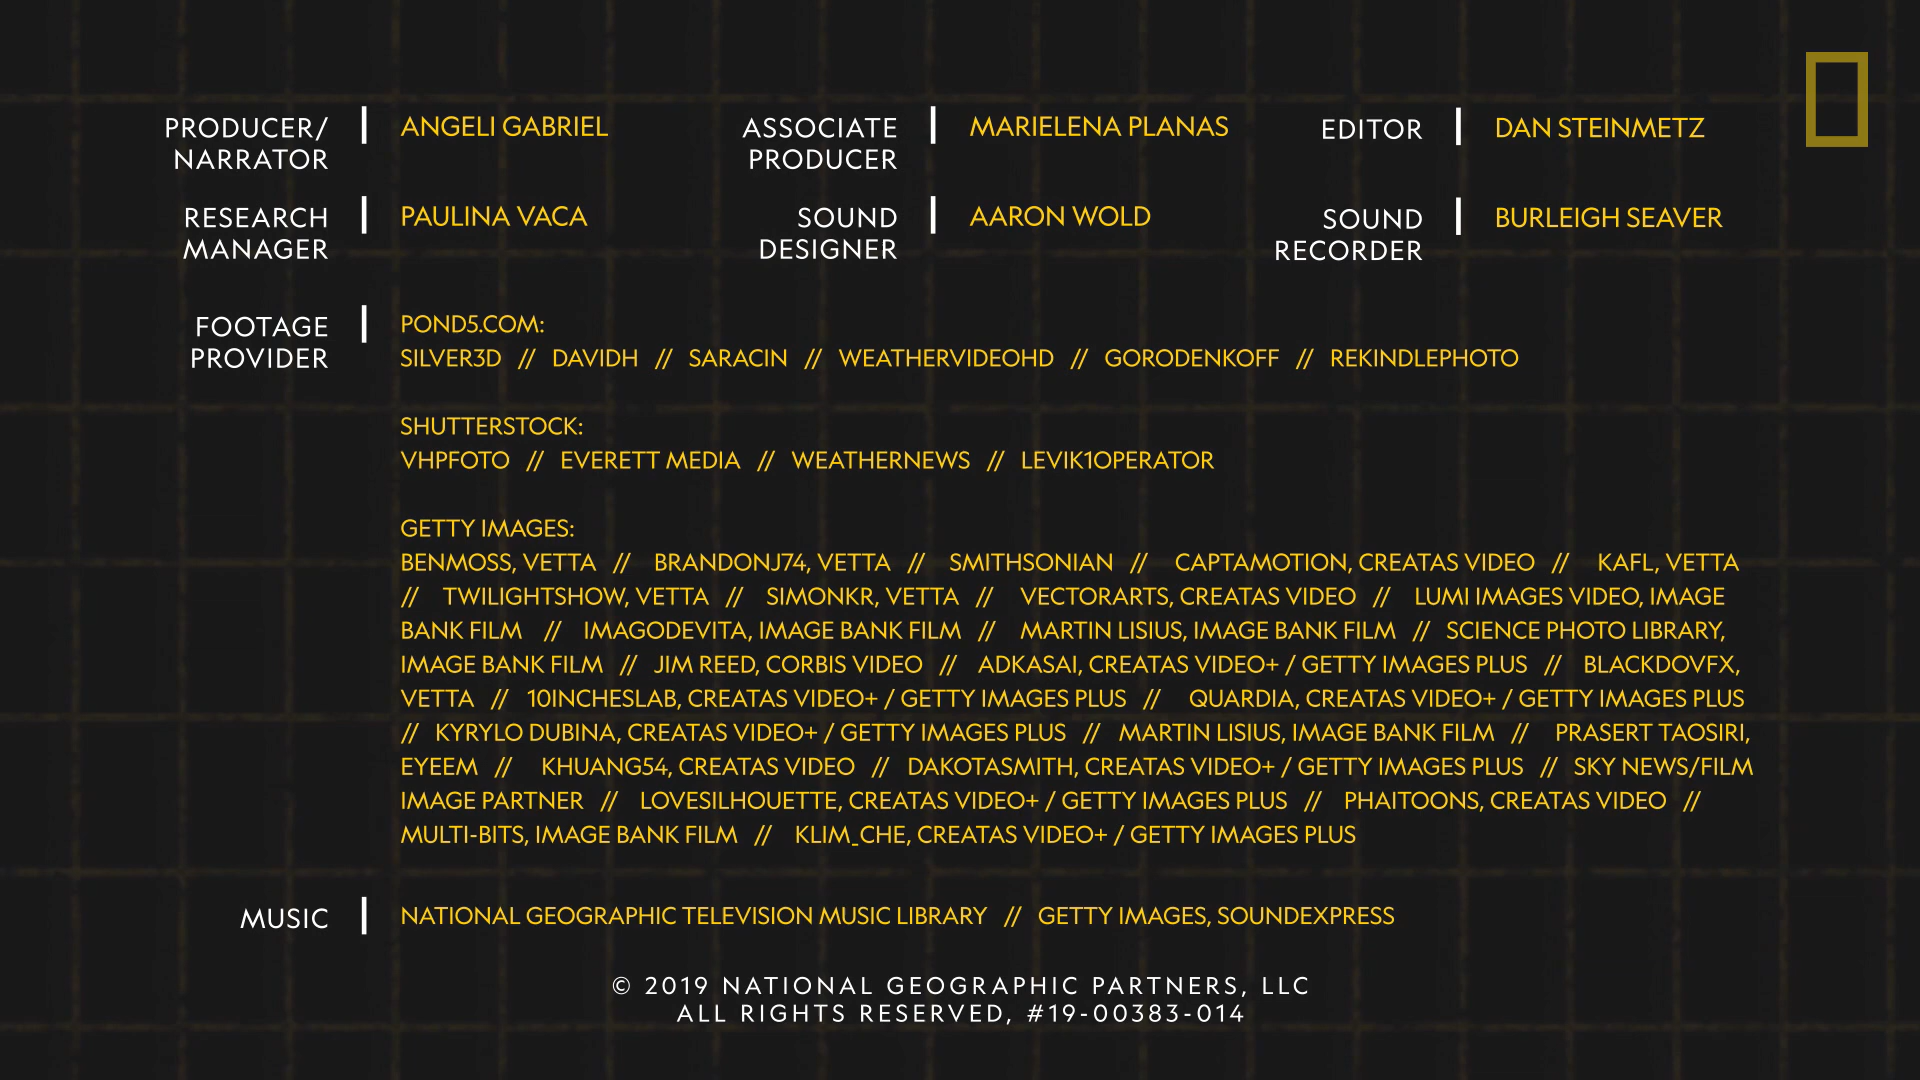 PRODUCER/ | ANGELI GABRIEL
NARRATOR
ASSOCIATE | MARIELENA PLANAS
PRODUCER
EDITOR | DAN STEINMETZ
RESEARCH | PAULINA VACA
MANAGER
SOUND | AARON WOLD
DESIGNER
SOUND | BURLEIGH SEAVER
RECORDER
FOOTAGE | POND5.COM:
PROVIDER
SILVER3D // DAVIDH // SARACIN // WEATHERVIDEOHD // GORODENKOFF // REKINDLEPHOTO
SHUTTERSTOCK:
VHPFOTO // EVERETT MEDIA // WEATHERNEWS // LEVIK1OPERATOR
GETTY IMAGES:
BENMOSS, VETTA // BRANDONJ74, VETTA // SMITHSONIAN // CAPTAMOTION, CREATAS VIDEO // KAFL, VETTA
// TWILIGHTSHOW, VETTA // SIMONKR, VETTA // VECTORARTS, CREATAS VIDEO // LUMI IMAGES VIDEO, IMAGE
BANK FILM // IMAGODEVITA, IMAGE BANK FILM // MARTIN LISIUS, IMAGE BANK FILM // SCIENCE PHOTO LIBRARY,
IMAGE BANK FILM // JIM REED, CORBIS VIDEO // ADKASAI, CREATAS VIDEO+ / GETTY IMAGES PLUS // BLACKDOVFX,
VETTA // 10INCHESLAB, CREATAS VIDEO+ / GETTY IMAGES PLUS // QUARDIA, CREATAS VIDEO+ / GETTY IMAGES PLUS
// KYRYLO DUBINA, CREATAS VIDEO+ / GETTY IMAGES PLUS // MARTIN LISIUS, IMAGE BANK FILM // PRASERT TAOSIRI,
EYEEM // KHUANG54, CREATAS VIDEO // DAKOTASMITH, CREATAS VIDEO+ / GETTY IMAGES PLUS // SKY NEWS/FILM
IMAGE PARTNER // LOVESILHOUETTE, CREATAS VIDEO+ / GETTY IMAGES PLUS // PHAITOONS, CREATAS VIDEO //
MULTI-BITS, IMAGE BANK FILM // KLIM_CHE, CREATAS VIDEO+ / GETTY IMAGES PLUS
MUSIC | NATIONAL GEOGRAPHIC TELEVISION MUSIC LIBRARY // GETTY IMAGES, SOUNDEXPRESS
© 2019 NATIONAL GEOGRAPHIC PARTNERS, LLC
ALL RIGHTS RESERVED, #19-00383-014